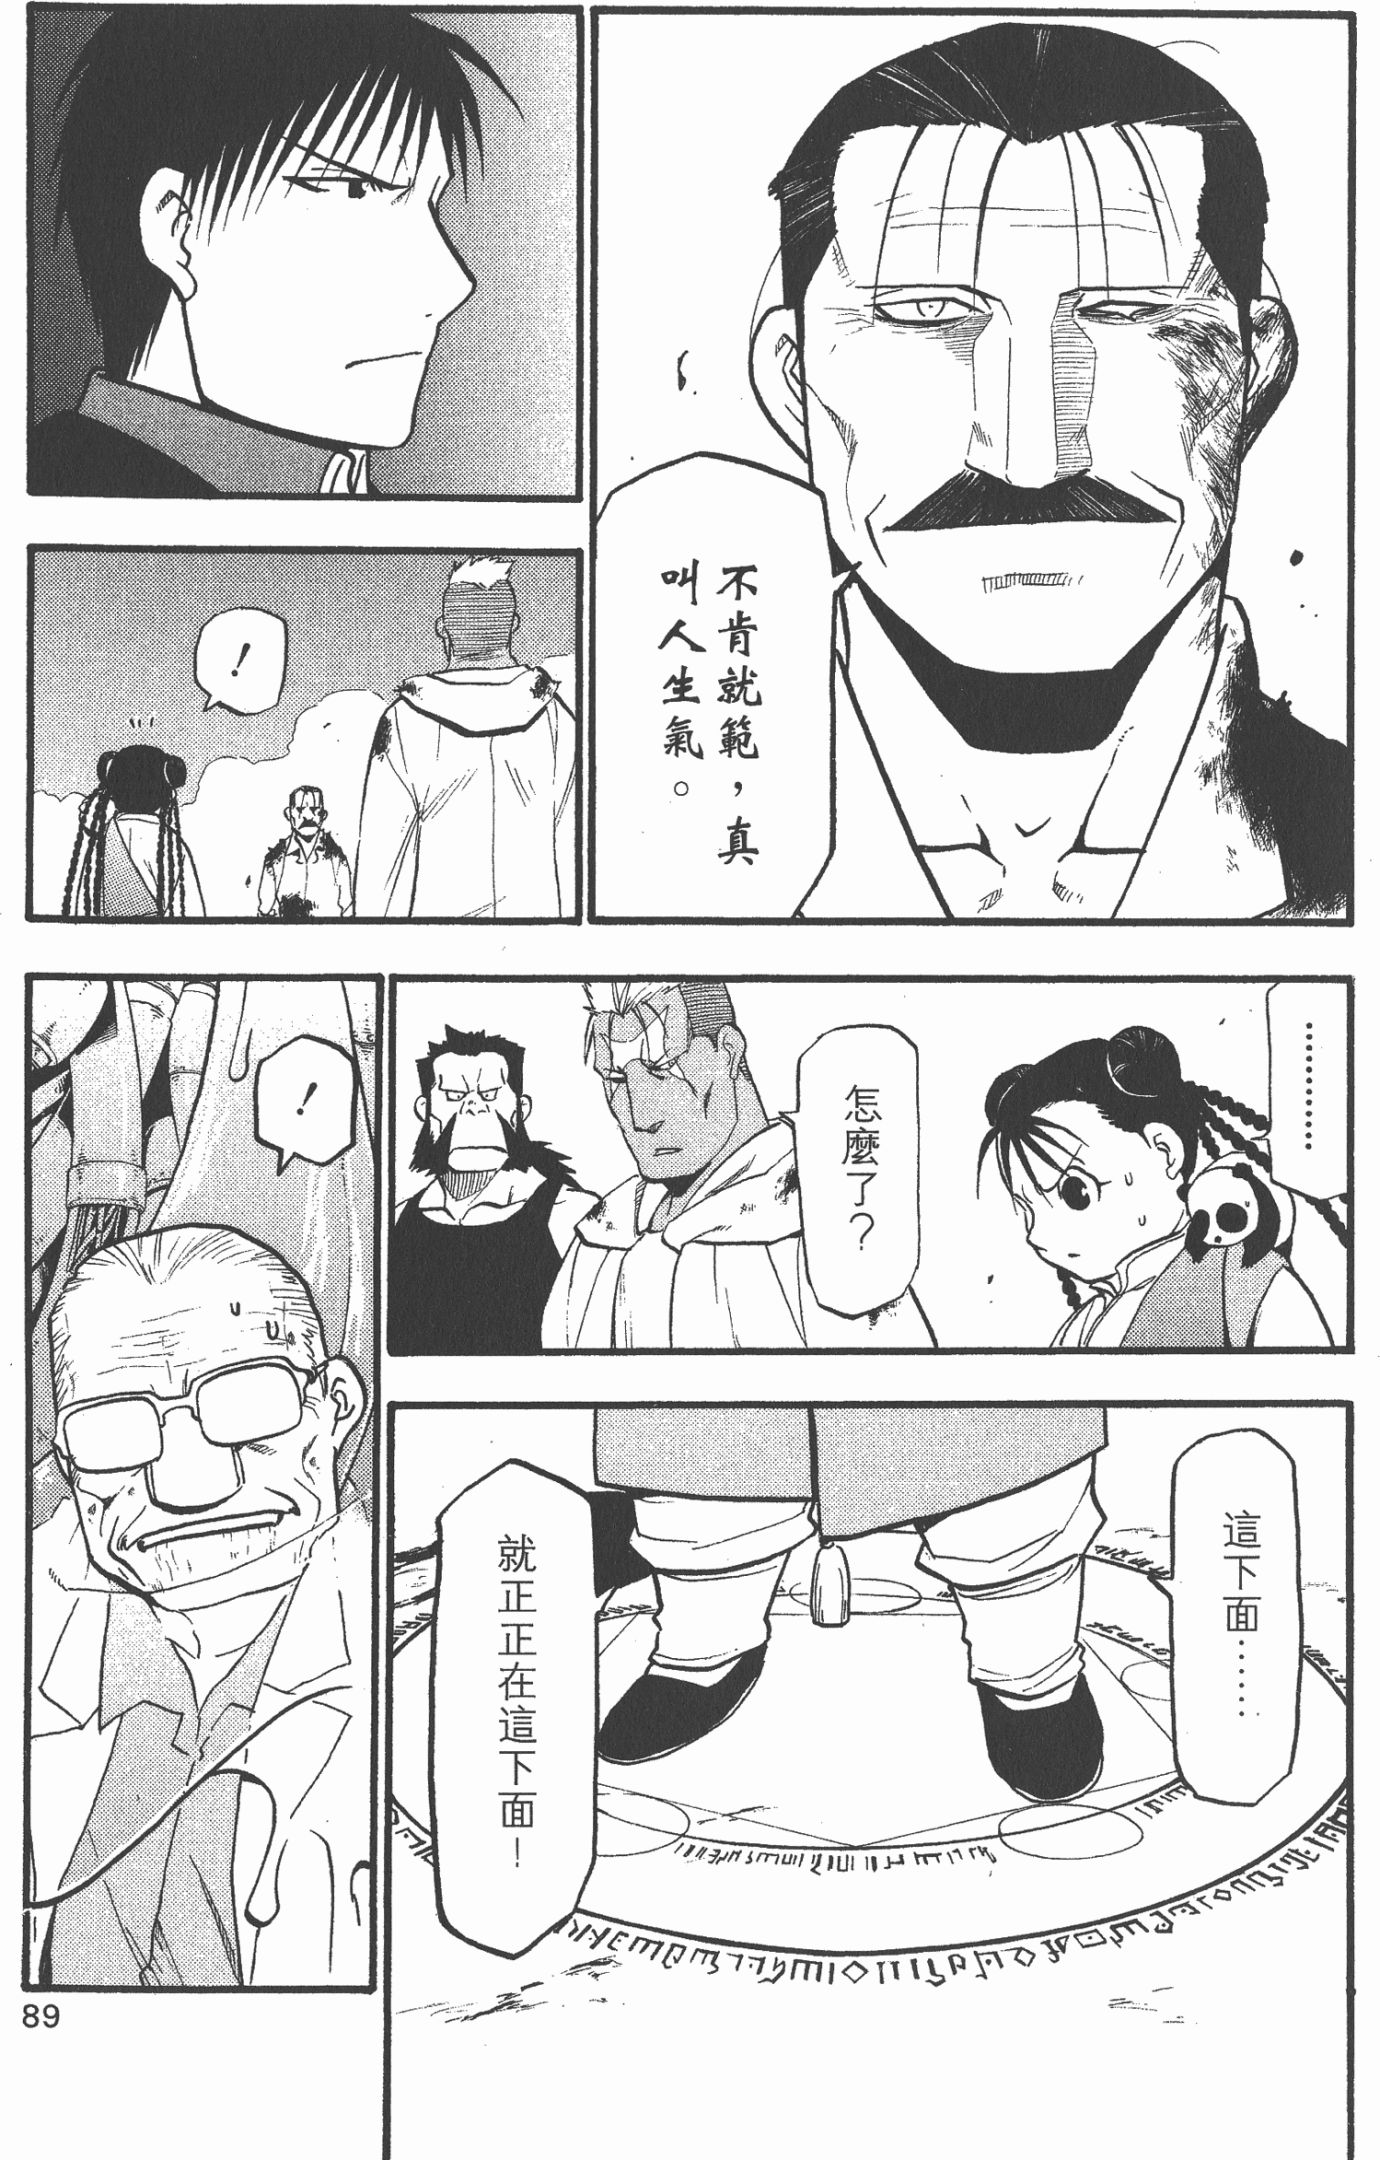 不肯就範，真
叫人生氣。
！
…………
怎麼了？
這下面……
就正正在這下面！
！
89